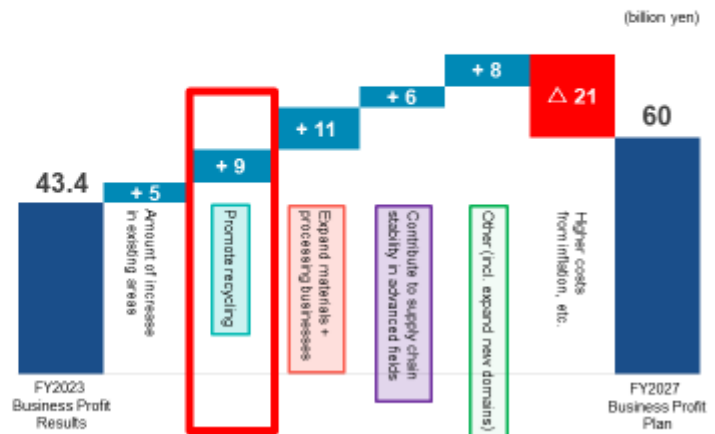 (billion yen)
43.4
+ 5
+ 9
+ 11
+ 6
+ 8
△ 21
60
Amount of increase
in existing areas
Promote recycling
Expand materials +
processing businesses
Contribute to supply chain
stability in advanced fields
Other (incl. expand new domains)
Higher costs
from inflation, etc.
FY2023
Business Profit
Results
FY2027
Business Profit
Plan